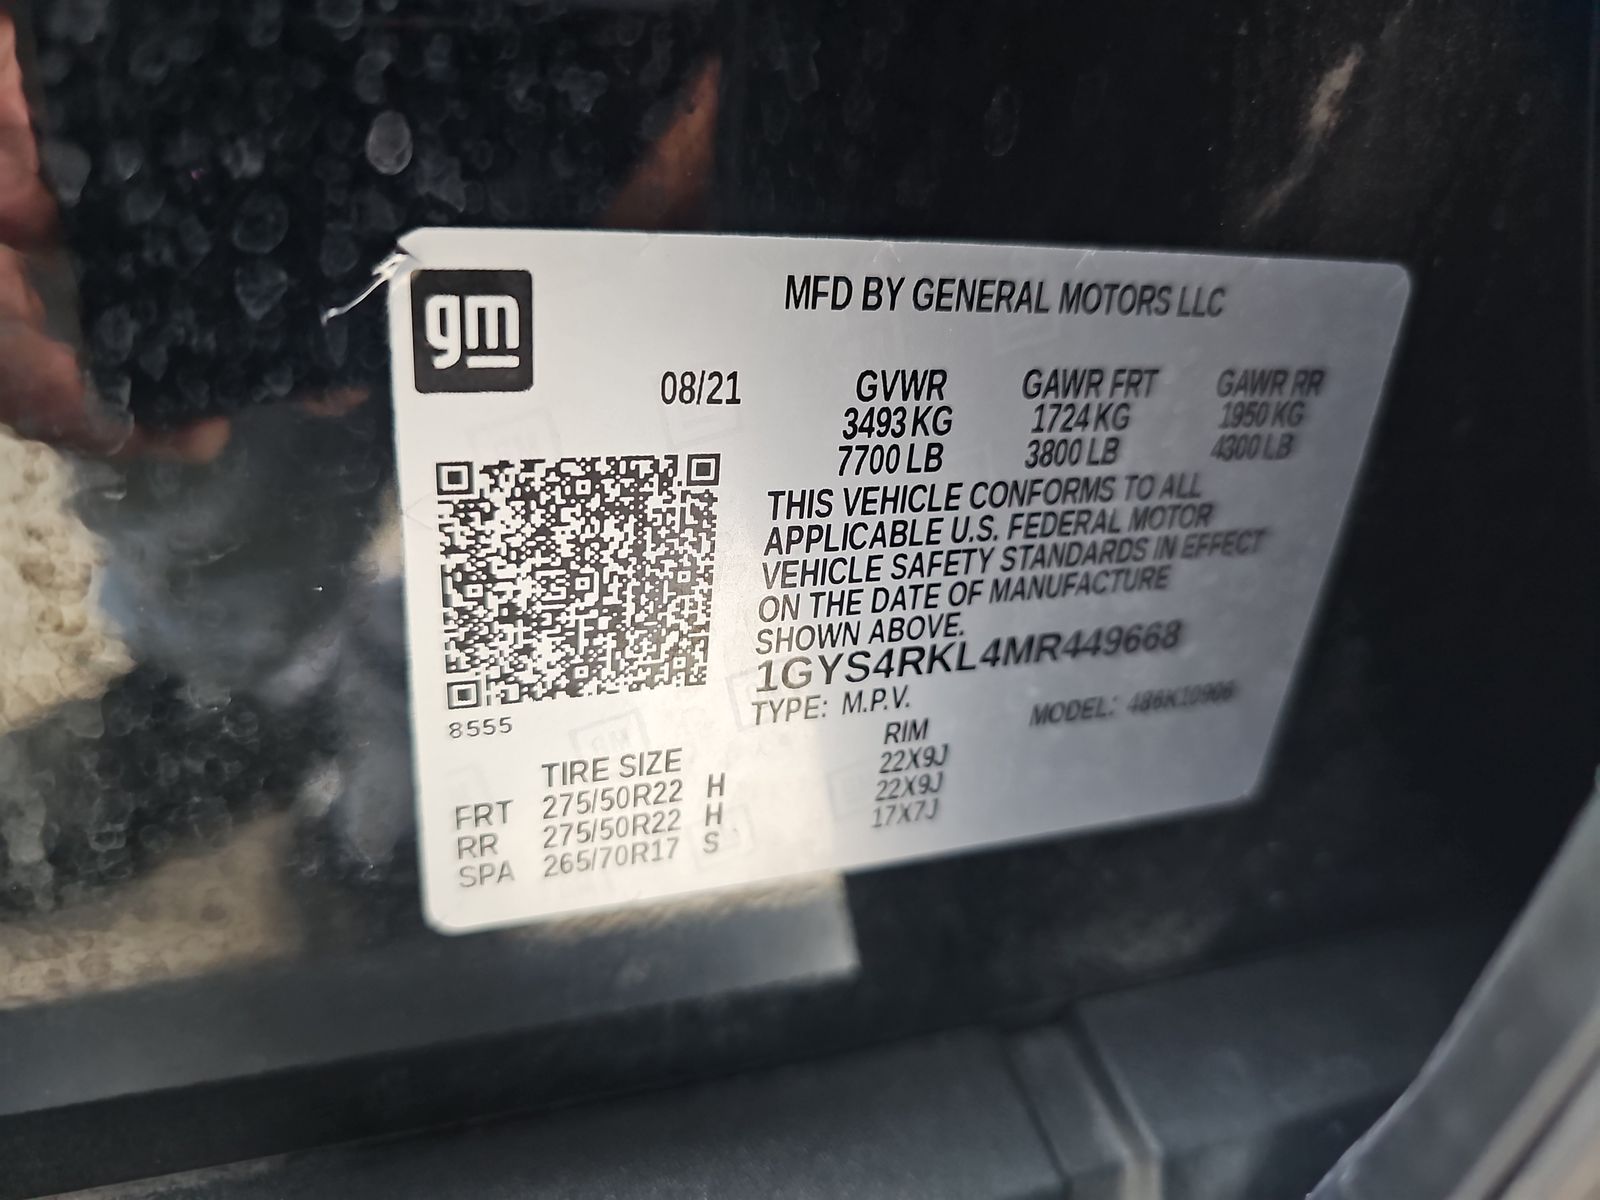 gm
MFD BY GENERAL MOTORS LLC
08/21 GVWR GAWR FRT GAWR RR
3493 KG 1724 KG 1950 KG
7700 LB 3800 LB 4300 LB
THIS VEHICLE CONFORMS TO ALL
APPLICABLE U.S. FEDERAL MOTOR
VEHICLE SAFETY STANDARDS IN EFFECT
ON THE DATE OF MANUFACTURE
SHOWN ABOVE.
1GYS4RKL4MR449668
TYPE: M.P.V. MODEL:
8555
TIRE SIZE RIM
FRT 275/50R22 H 22X9J
RR 275/50R22 H 22X9J
SPA 265/70R17 S 17X7J